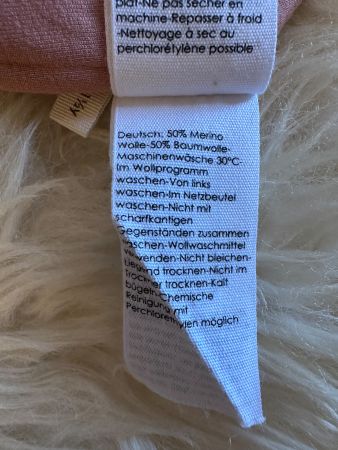 plat-Ne pas sécher en
machine-Repasser à froid
-Nettoyage à sec au
perchlorétylène possible
Deutsch: 50% Merino
Wolle-50% Baumwolle-
Maschinenwäsche 30°C-
Im Wollprogramm
waschen-Von links
waschen-Im Netzbeutel
waschen-Nicht mit
scharfkantigen
Gegenständen zusammen
waschen-Wollwaschmittel
verwenden-Nicht bleichen-
Liegend trocknen-Nicht im
Trockner trocknen-Kalt
bügeln-Chemische
Reinigung mit
Perchlorethylen möglich